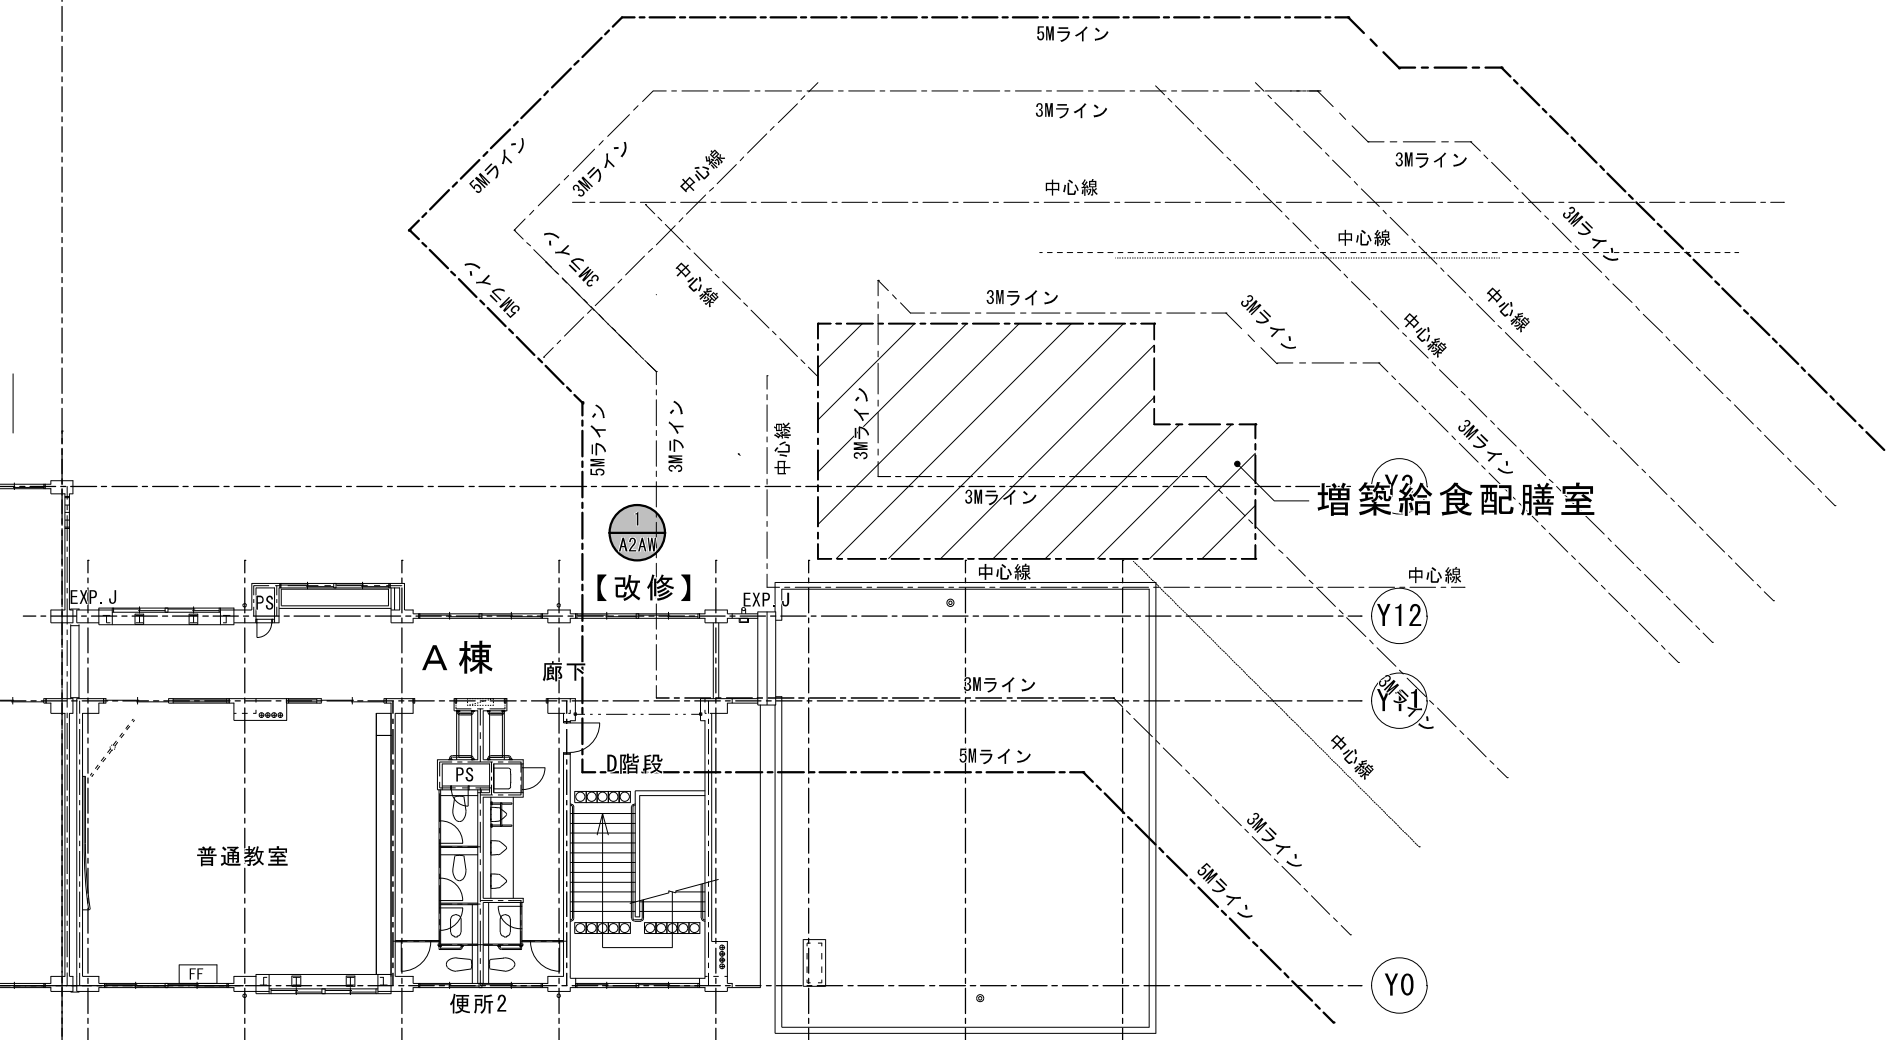 5Mライン
3Mライン
5Mライン
3Mライン
中心線
3Mライン
中心線
3Mライン
中心線
3Mライン
5Mライン
中心線
3Mライン
3Mライン
中心線
中心線
5Mライン
3Mライン
中心線
3Mライン
3Mライン
3Mライン
Y2
増築給食配膳室
1
A2AW
【改修】
中心線
中心線
EXP.J
PS
EXP.J
Y12
A棟
廊下
3Mライン
3Mライン
Y11
D階段
5Mライン
中心線
PS
普通教室
3Mライン
5Mライン
FF
Y0
便所2